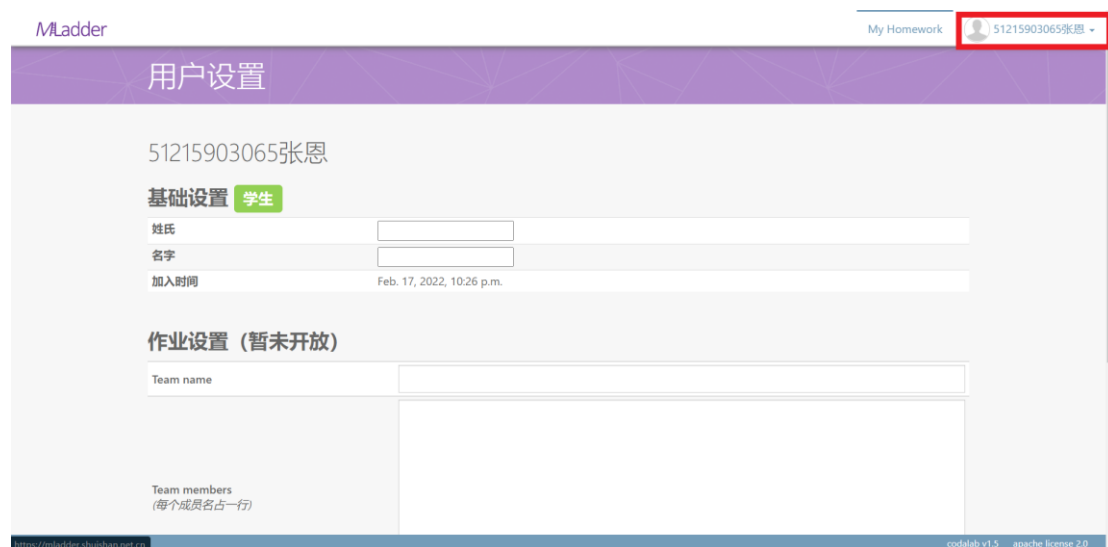 MLadder
My Homework 51215903065张恩
用户设置
51215903065张恩
基础设置 学生
姓氏
名字
加入时间 Feb. 17, 2022, 10:26 p.m.
作业设置（暂未开放）
Team name
Team members
(每个成员名占一行)
https://mladder.shuishan.net.cn codalab v1.5 apache license 2.0